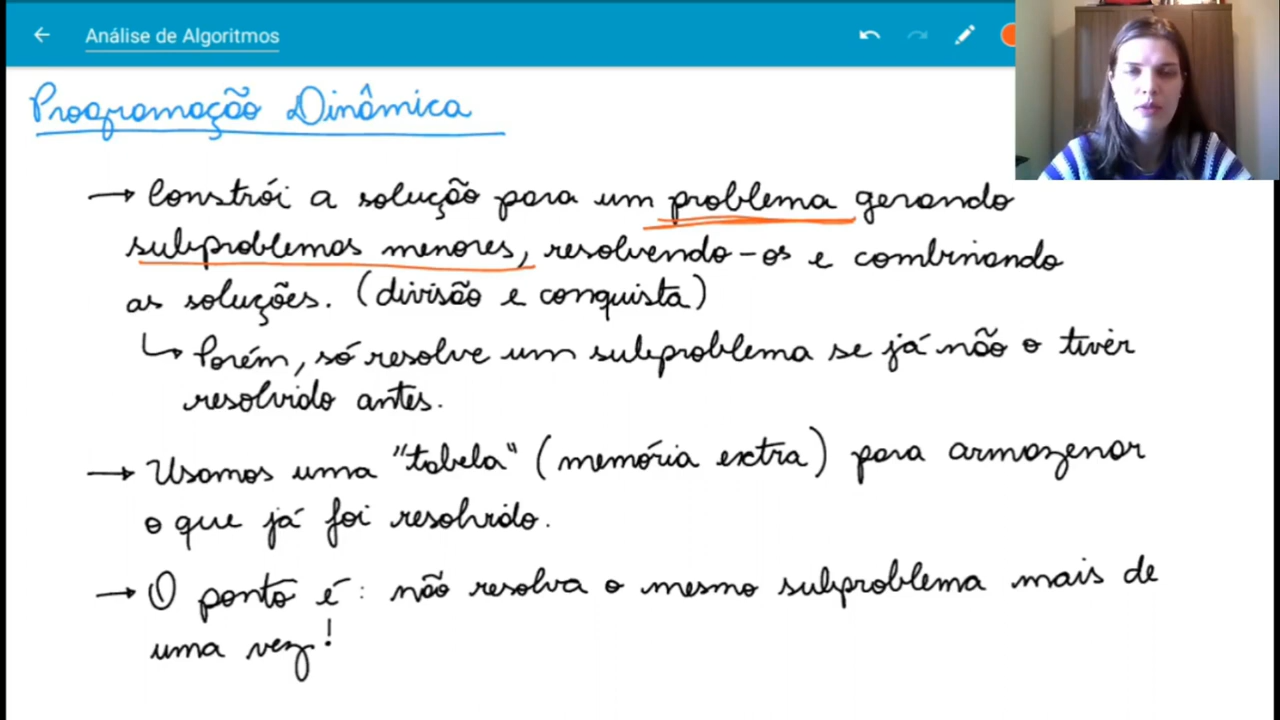 Análise de Algoritmos
Programação Dinâmica
→ Constrói a solução para um problema gerando
subproblemas menores, resolvendo-os e combinando
as soluções. (divisão e conquista)
↳ Porém, só resolve um subproblema se já não o tiver
resolvido antes.
→ Usamos uma "tabela" (memória extra) para armazenar
o que já foi resolvido.
→ O ponto é: não resolva o mesmo subproblema mais de
uma vez!